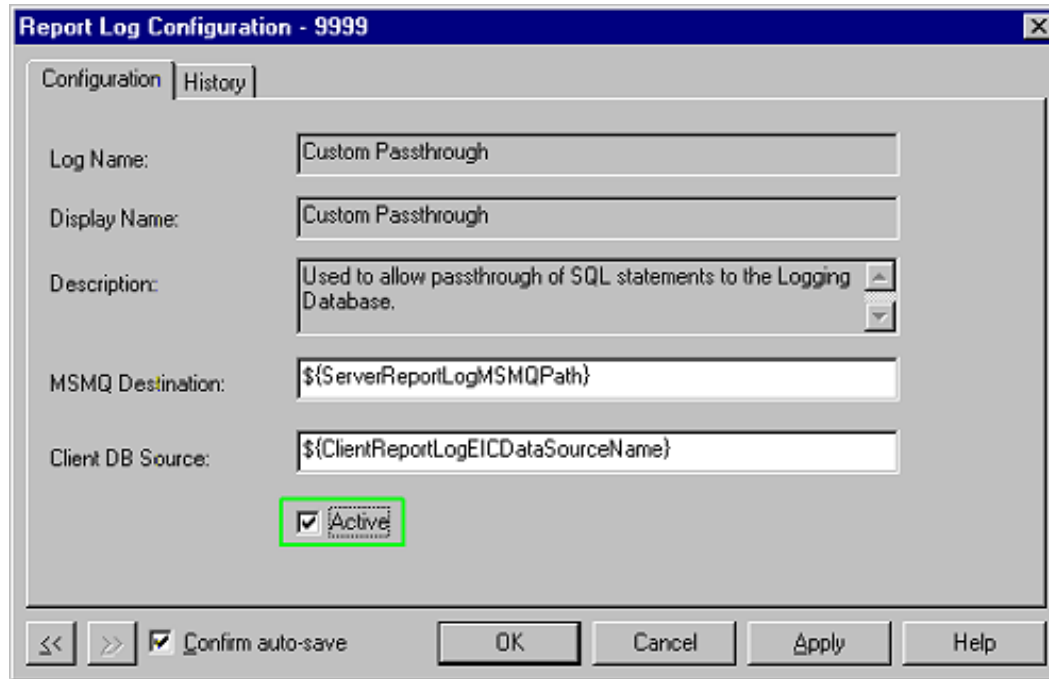 Report Log Configuration - 9999
Configuration
History
Log Name:
Custom Passthrough
Display Name:
Custom Passthrough
Description:
Used to allow passthrough of SQL statements to the Logging
Database.
MSMQ Destination:
${ServerReportLogMSMQPath}
Client DB Source:
${ClientReportLogEICDataSourceName}
Active
<<
>>
Confirm auto-save
OK
Cancel
Apply
Help